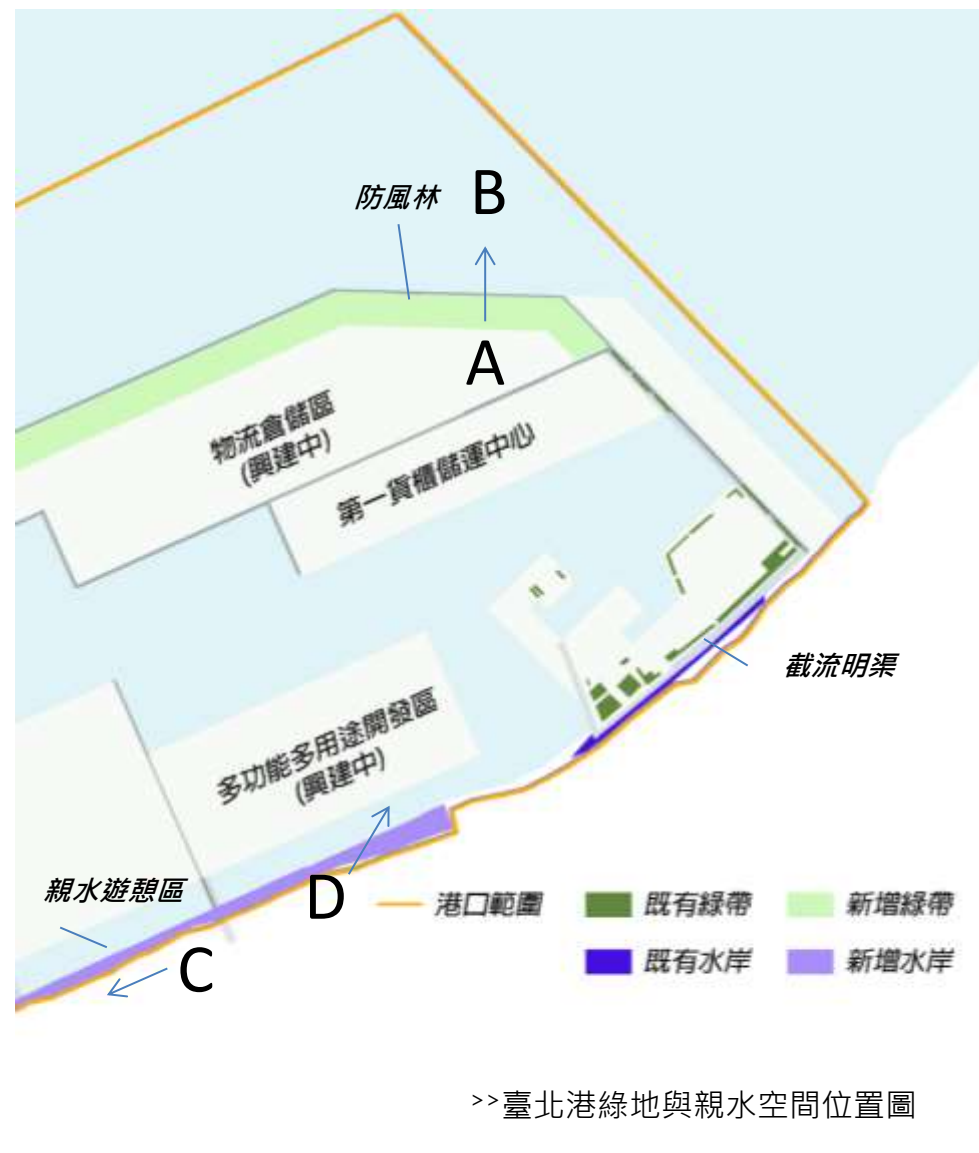 防風林
B
A
物流倉儲區
(興建中)
第一貨櫃儲運中心
截流明渠
多功能多用途開發區
(興建中)
親水遊憩區
D
C
港口範圍
既有綠帶
新增綠帶
既有水岸
新增水岸
>>臺北港綠地與親水空間位置圖